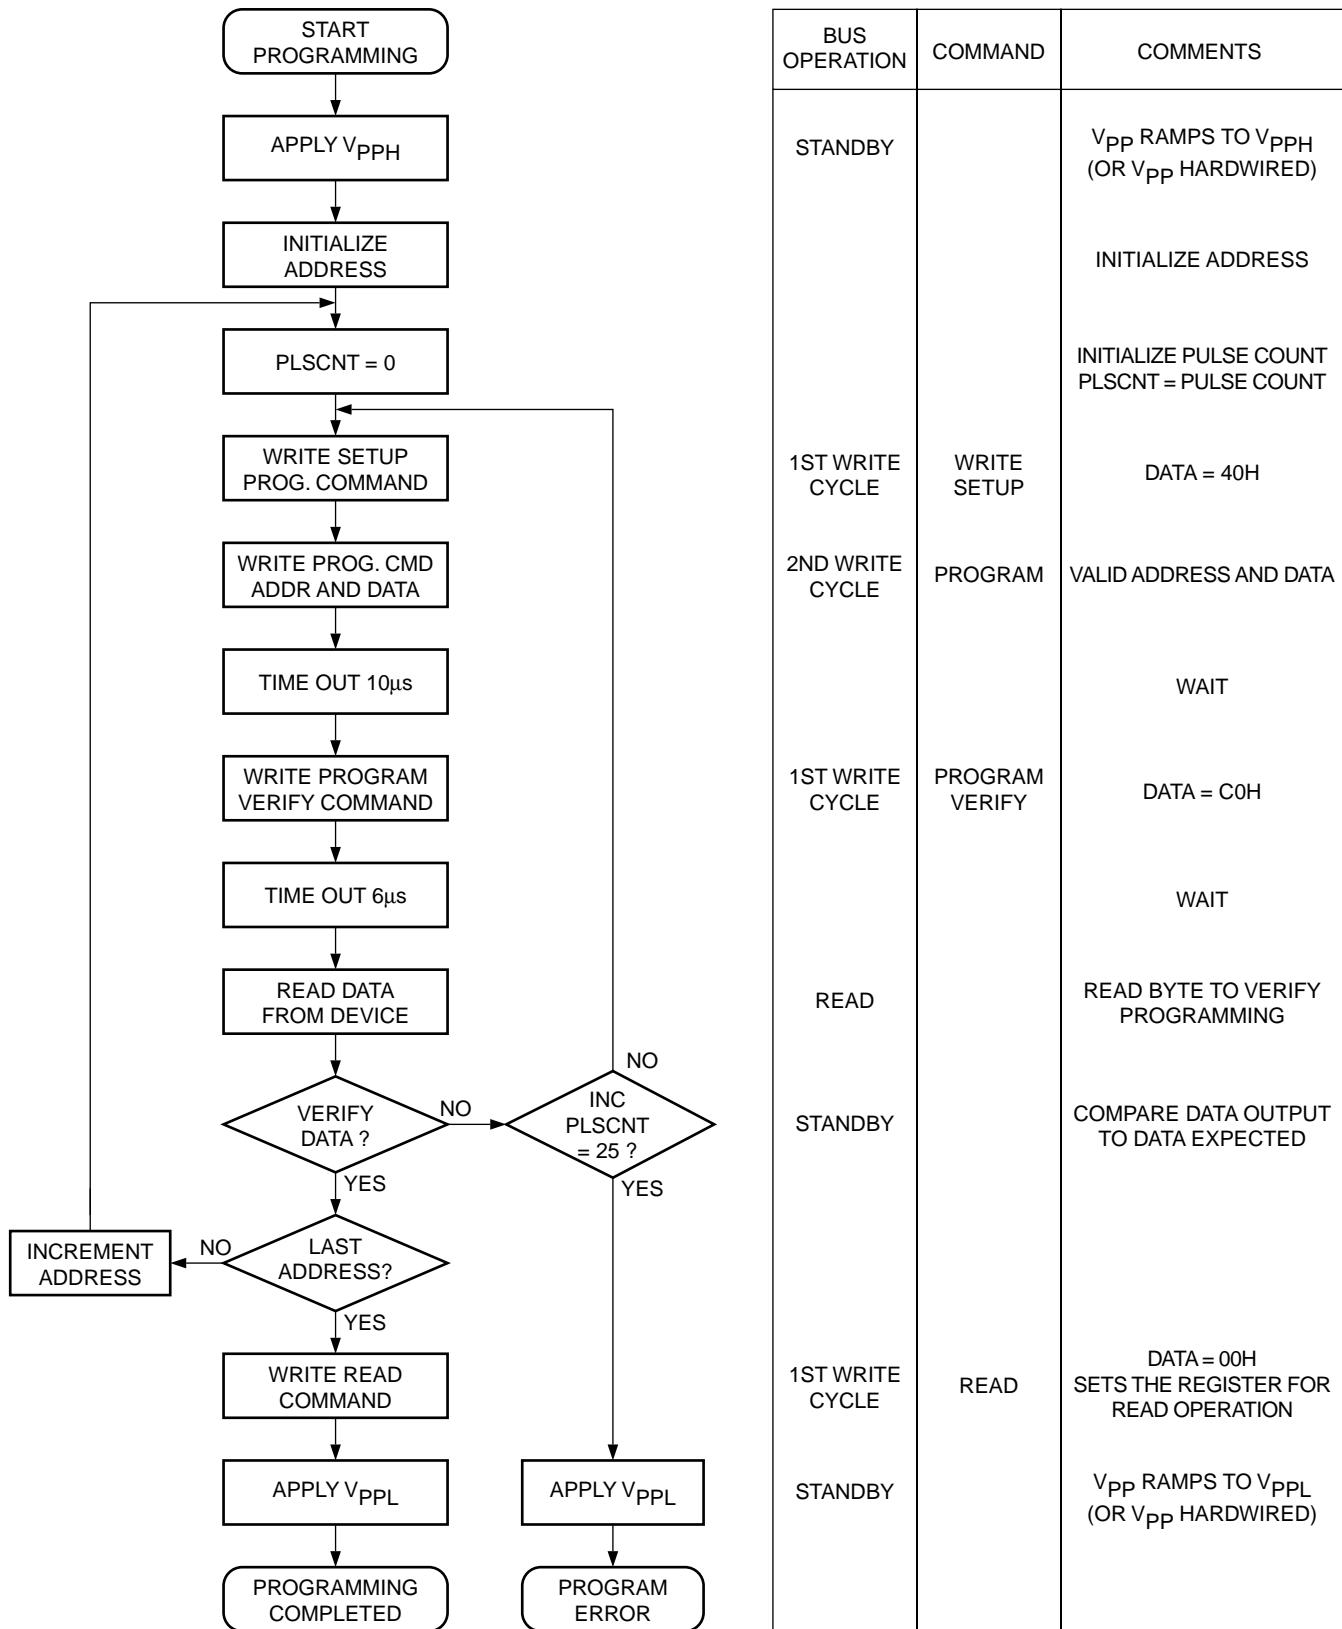 START
PROGRAMMING
APPLY VPPH
INITIALIZE
ADDRESS
PLSCNT = 0
WRITE SETUP
PROG. COMMAND
WRITE PROG. CMD
ADDR AND DATA
TIME OUT 10μs
WRITE PROGRAM
VERIFY COMMAND
TIME OUT 6μs
READ DATA
FROM DEVICE
VERIFY
DATA ?
NO
YES
INC
PLSCNT
= 25 ?
NO
YES
LAST
ADDRESS?
NO
YES
INCREMENT
ADDRESS
WRITE READ
COMMAND
APPLY VPPL
APPLY VPPL
PROGRAMMING
COMPLETED
PROGRAM
ERROR
BUS
OPERATION
COMMAND
COMMENTS
STANDBY
VPP RAMPS TO VPPH
(OR VPP HARDWIRED)
INITIALIZE ADDRESS
INITIALIZE PULSE COUNT
PLSCNT = PULSE COUNT
1ST WRITE
CYCLE
WRITE
SETUP
DATA = 40H
2ND WRITE
CYCLE
PROGRAM
VALID ADDRESS AND DATA
WAIT
1ST WRITE
CYCLE
PROGRAM
VERIFY
DATA = C0H
WAIT
READ
READ BYTE TO VERIFY
PROGRAMMING
STANDBY
COMPARE DATA OUTPUT
TO DATA EXPECTED
1ST WRITE
CYCLE
READ
DATA = 00H
SETS THE REGISTER FOR
READ OPERATION
STANDBY
VPP RAMPS TO VPPL
(OR VPP HARDWIRED)